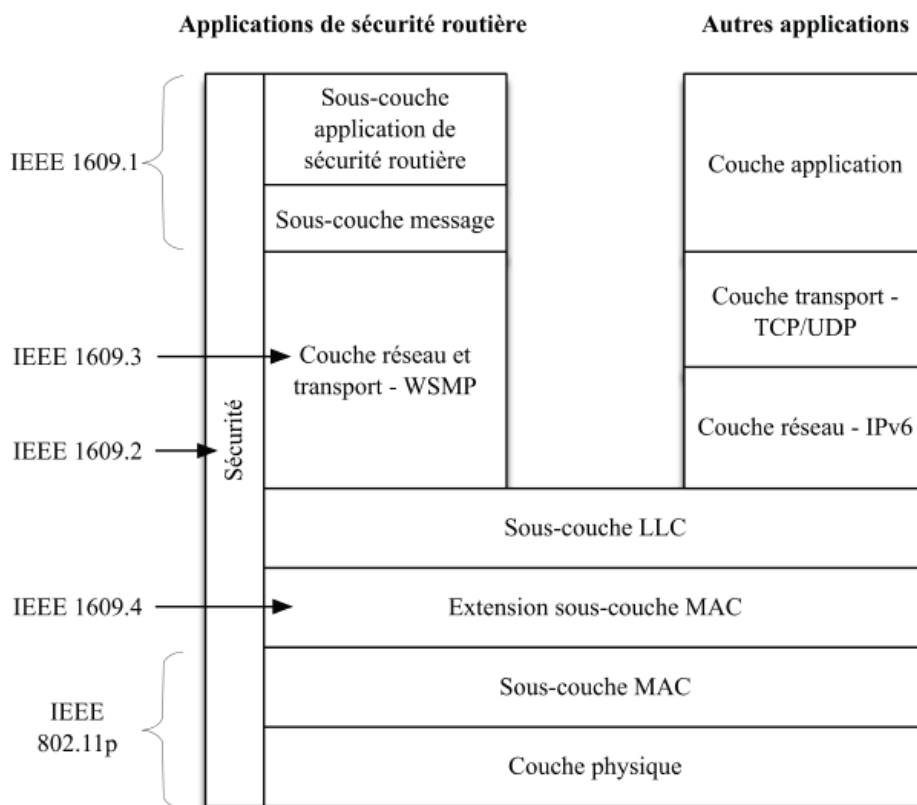 Applications de sécurité routière
Autres applications
Sous-couche
application de
sécurité routière
IEEE 1609.1
Couche application
Sous-couche message
Couche transport -
TCP/UDP
IEEE 1609.3
Couche réseau et
transport - WSMP
Couche réseau - IPv6
IEEE 1609.2
Sécurité
Sous-couche LLC
IEEE 1609.4
Extension sous-couche MAC
Sous-couche MAC
IEEE
802.11p
Couche physique